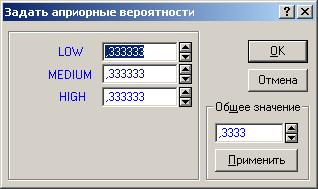 Задать априорные вероятности
LOW ,333333
MEDIUM ,333333
HIGH ,333333
OK
Отмена
Общее значение
,3333
Применить